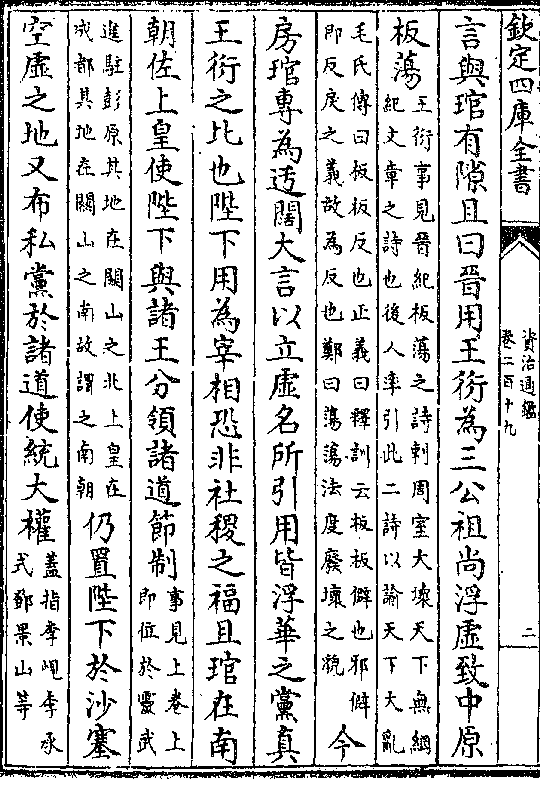 欽定四庫全書
資治通鑑
卷二百十九
二
言與琯有隙且曰晉用王衍為三公祖尚浮虛致中原
板蕩
王衍事見晉紀板蕩之詩刺周室大壞天下無綱
紀文章之詩也後人率引此二詩以諭天下大亂
毛氏傳曰板板反也正義曰釋訓云板板僻也邪僻
即反戾之義故為反也鄭曰蕩蕩法度廢壞之貌
今
房琯專為迂闊大言以立虛名所引用皆浮華之黨真
王衍之比也陛下用為宰相恐非社稷之福且琯在南
朝佐上皇使陛下與諸王分領諸道節制
事見上卷上
即位於靈武
進駐彭原其地在關山之北上皇在
成都其地在關山之南故謂之南朝
仍置陛下於沙塞
空虛之地又布私黨於諸道使統大權
蓋指李峴李承
式鄧景山等